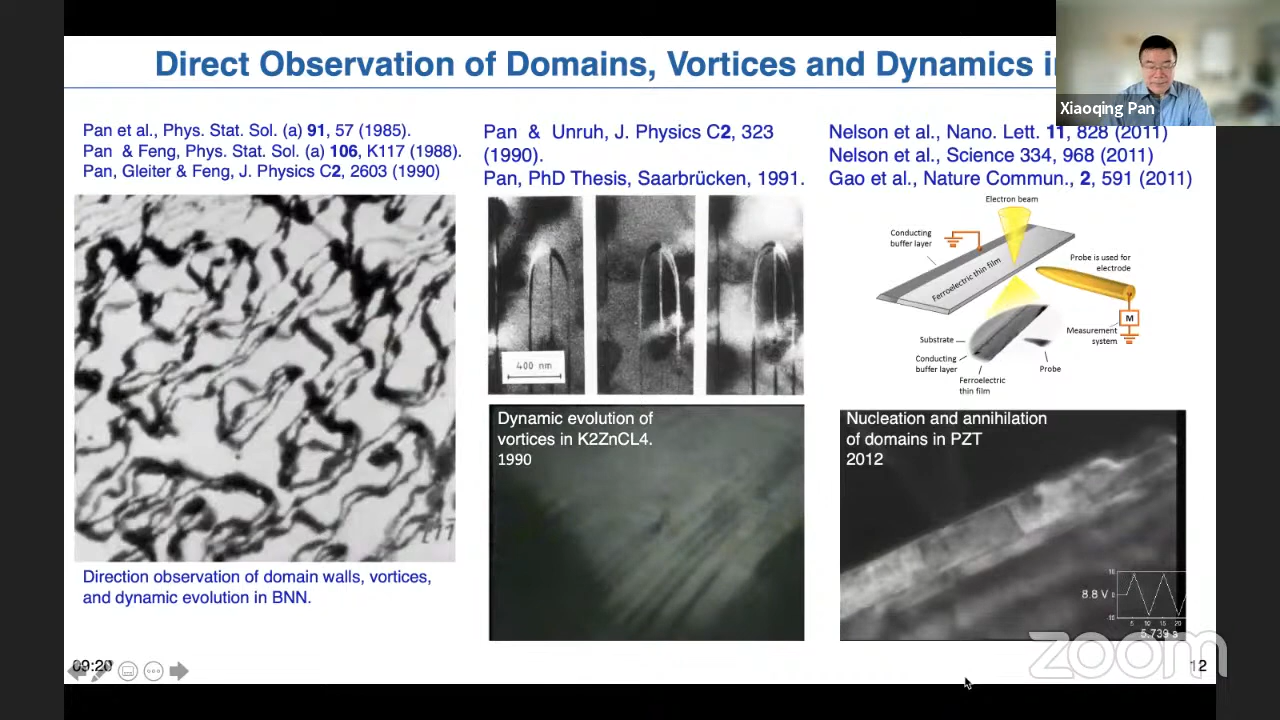 Direct Observation of Domains, Vortices and Dynamics i
Xiaoqing Pan
Pan et al., Phys. Stat. Sol. (a) 91, 57 (1985).
Pan & Feng, Phys. Stat. Sol. (a) 106, K117 (1988).
Pan, Gleiter & Feng, J. Physics C2, 2603 (1990)
Pan & Unruh, J. Physics C2, 323
(1990).
Pan, PhD Thesis, Saarbrücken, 1991.
Nelson et al., Nano. Lett. 11, 828 (2011)
Nelson et al., Science 334, 968 (2011)
Gao et al., Nature Commun., 2, 591 (2011)
Electron beam
Conducting
buffer layer
Probe is used for
electrode
Ferroelectric thin film
M
Measurement
system
Substrate
Conducting
buffer layer
Probe
Ferroelectric
thin film
400 nm
Dynamic evolution of
vortices in K2ZnCL4.
1990
Nucleation and annihilation
of domains in PZT
2012
8.8 V
5.739 s
Direction observation of domain walls, vortices,
and dynamic evolution in BNN.
09:20
zoom
12